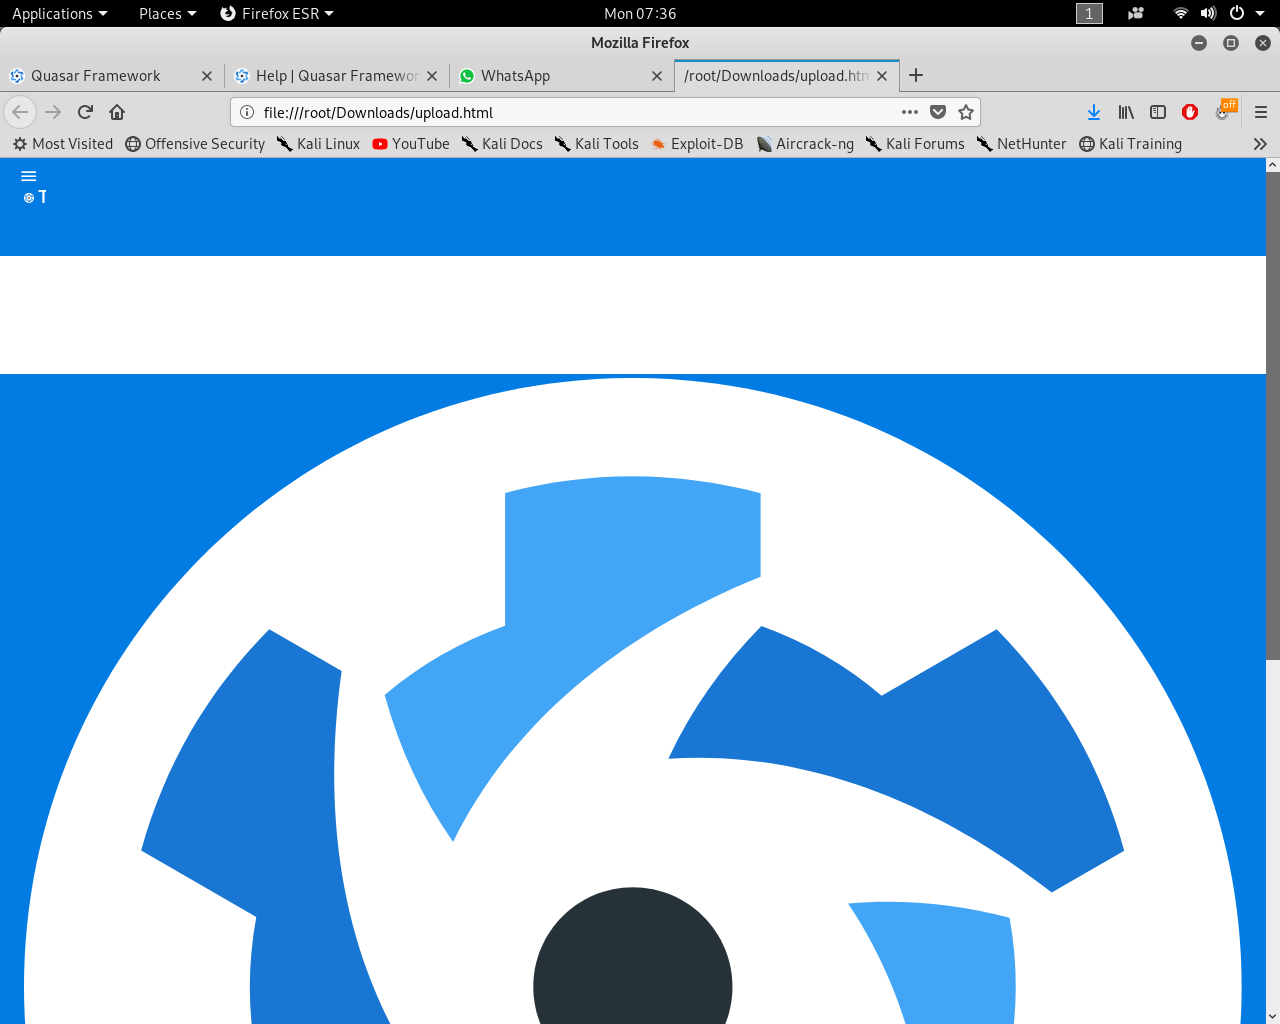 Applications Places Firefox ESR Mon 07:36 1
Mozilla Firefox
Quasar Framework Help | Quasar Framewor WhatsApp /root/Downloads/upload.htm
file:///root/Downloads/upload.html off
Most Visited Offensive Security Kali Linux YouTube Kali Docs Kali Tools Exploit-DB Aircrack-ng Kali Forums NetHunter Kali Training
T